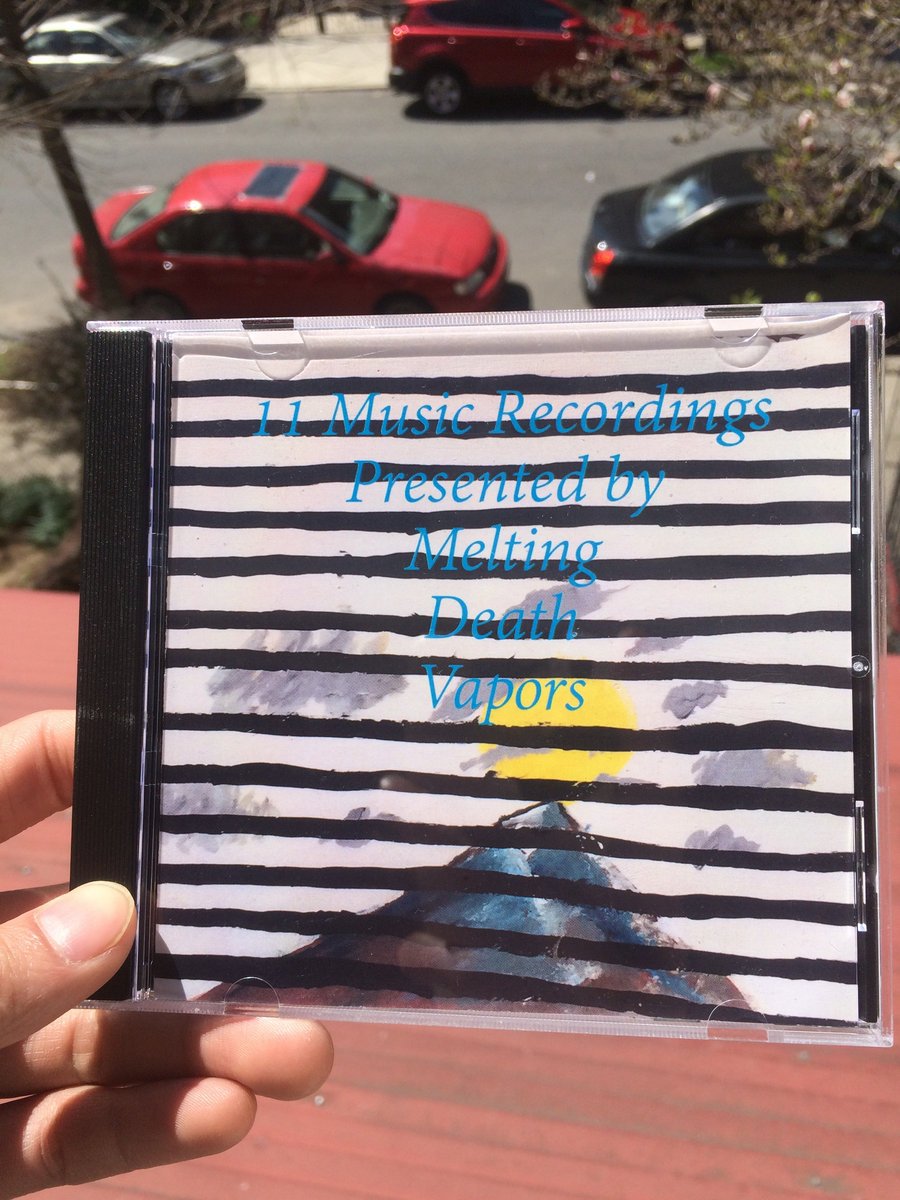 11 Music Recordings
Presented by
Melting
Death
Vapors